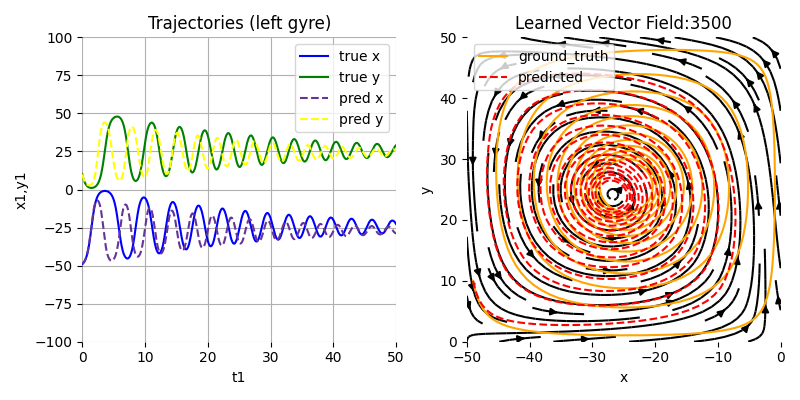 Trajectories (left gyre)
100
75
50
25
0
−25
−50
−75
−100
x1,y1
0 10 20 30 40 50
t1
true x
true y
pred x
pred y
Learned Vector Field:3500
50
40
30
20
10
0
y
−50 −40 −30 −20 −10 0
x
ground_truth
predicted